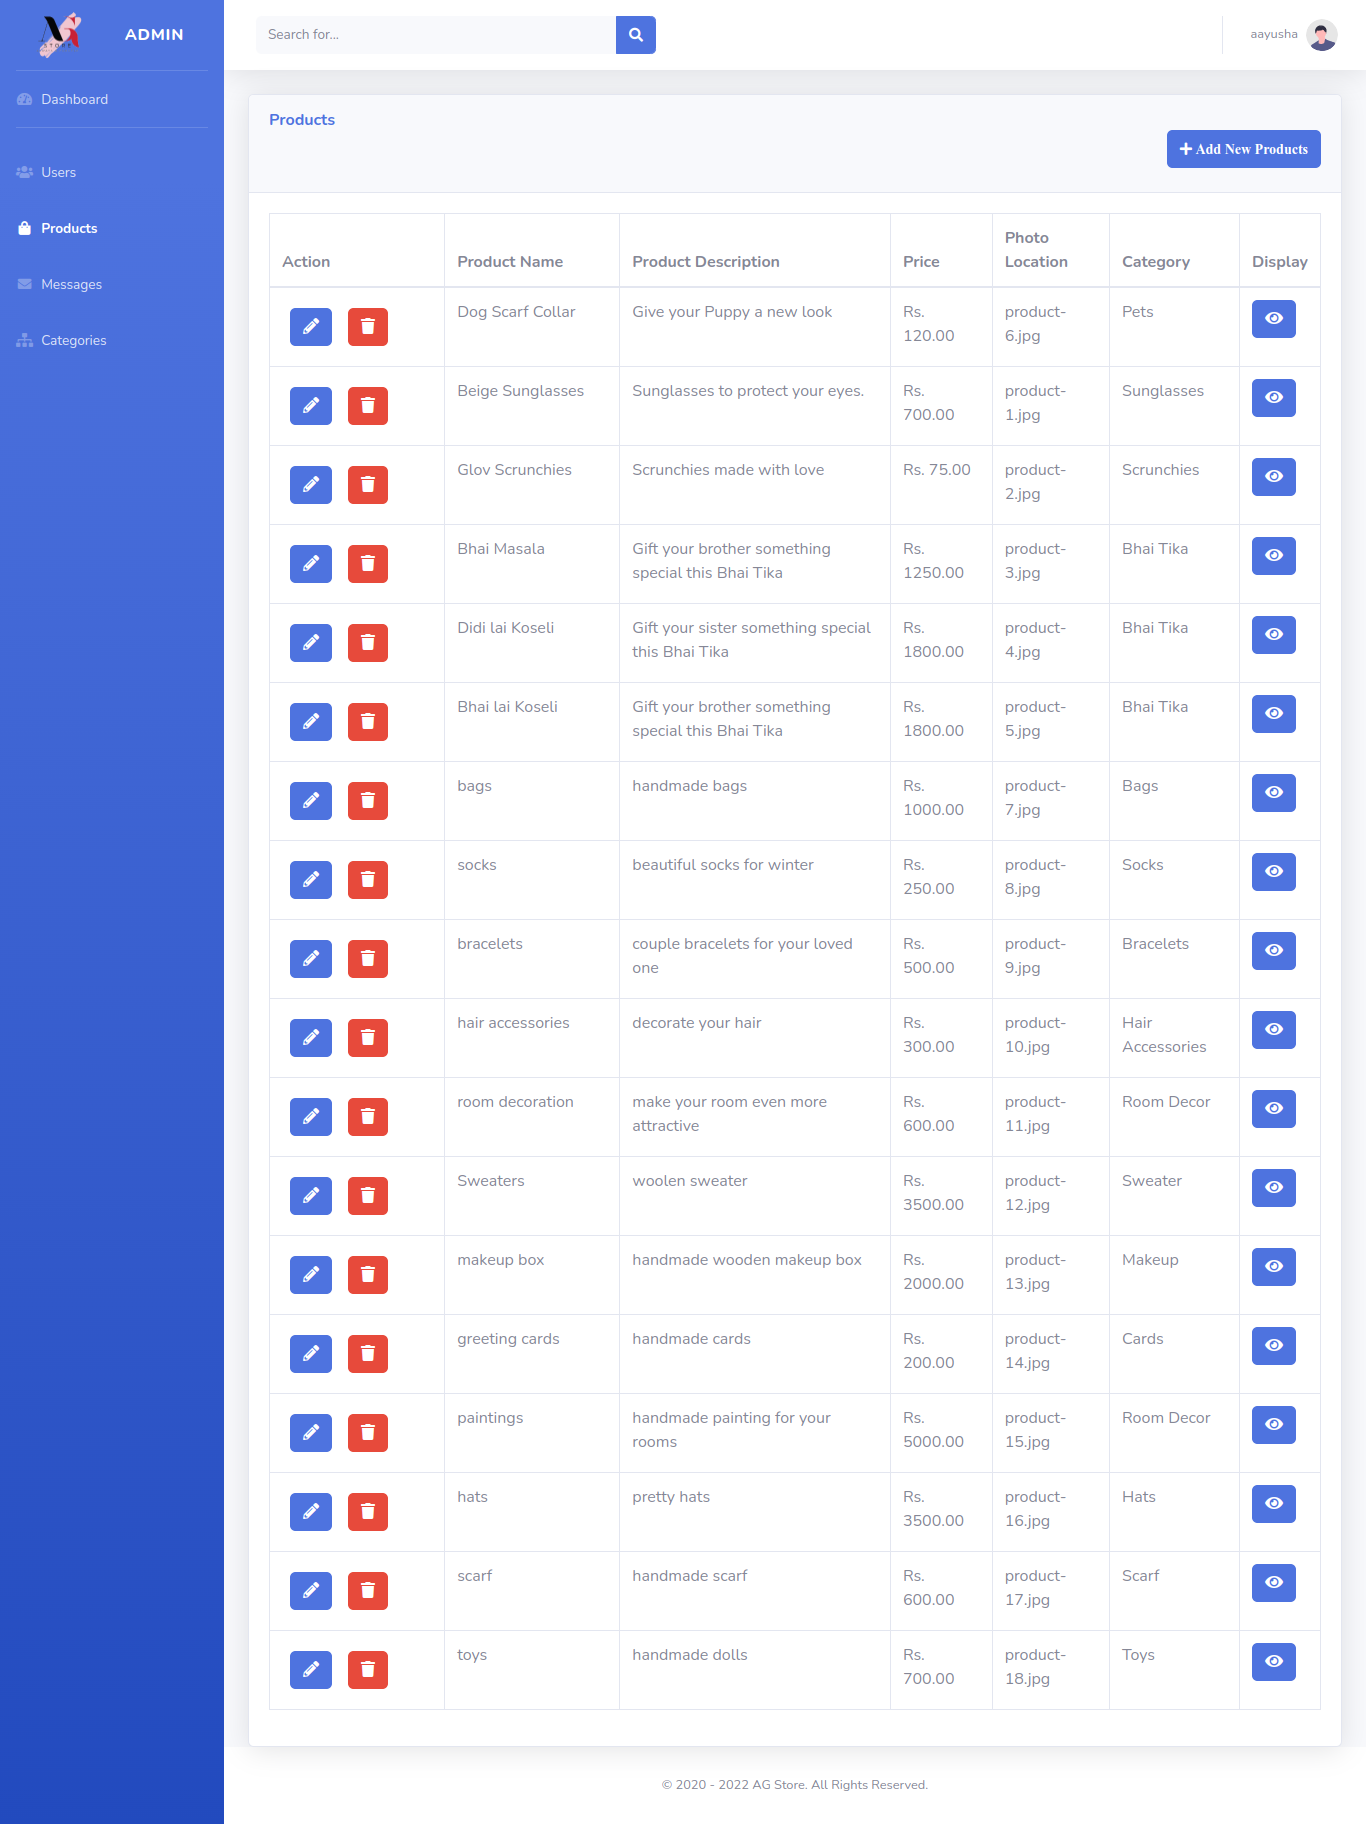 ADMIN
Search for...
aayusha
Dashboard
Users
Products
Messages
Categories
Products
Add New Products
Action Product Name Product Description Price Photo Location Category Display
Dog Scarf Collar Give your Puppy a new look Rs. 120.00 product-6.jpg Pets
Beige Sunglasses Sunglasses to protect your eyes. Rs. 700.00 product-1.jpg Sunglasses
Glov Scrunchies Scrunchies made with love Rs. 75.00 product-2.jpg Scrunchies
Bhai Masala Gift your brother something special this Bhai Tika Rs. 1250.00 product-3.jpg Bhai Tika
Didi lai Koseli Gift your sister something special this Bhai Tika Rs. 1800.00 product-4.jpg Bhai Tika
Bhai lai Koseli Gift your brother something special this Bhai Tika Rs. 1800.00 product-5.jpg Bhai Tika
bags handmade bags Rs. 1000.00 product-7.jpg Bags
socks beautiful socks for winter Rs. 250.00 product-8.jpg Socks
bracelets couple bracelets for your loved one Rs. 500.00 product-9.jpg Bracelets
hair accessories decorate your hair Rs. 300.00 product-10.jpg Hair Accessories
room decoration make your room even more attractive Rs. 600.00 product-11.jpg Room Decor
Sweaters woolen sweater Rs. 3500.00 product-12.jpg Sweater
makeup box handmade wooden makeup box Rs. 2000.00 product-13.jpg Makeup
greeting cards handmade cards Rs. 200.00 product-14.jpg Cards
paintings handmade painting for your rooms Rs. 5000.00 product-15.jpg Room Decor
hats pretty hats Rs. 3500.00 product-16.jpg Hats
scarf handmade scarf Rs. 600.00 product-17.jpg Scarf
toys handmade dolls Rs. 700.00 product-18.jpg Toys
© 2020 - 2022 AG Store. All Rights Reserved.